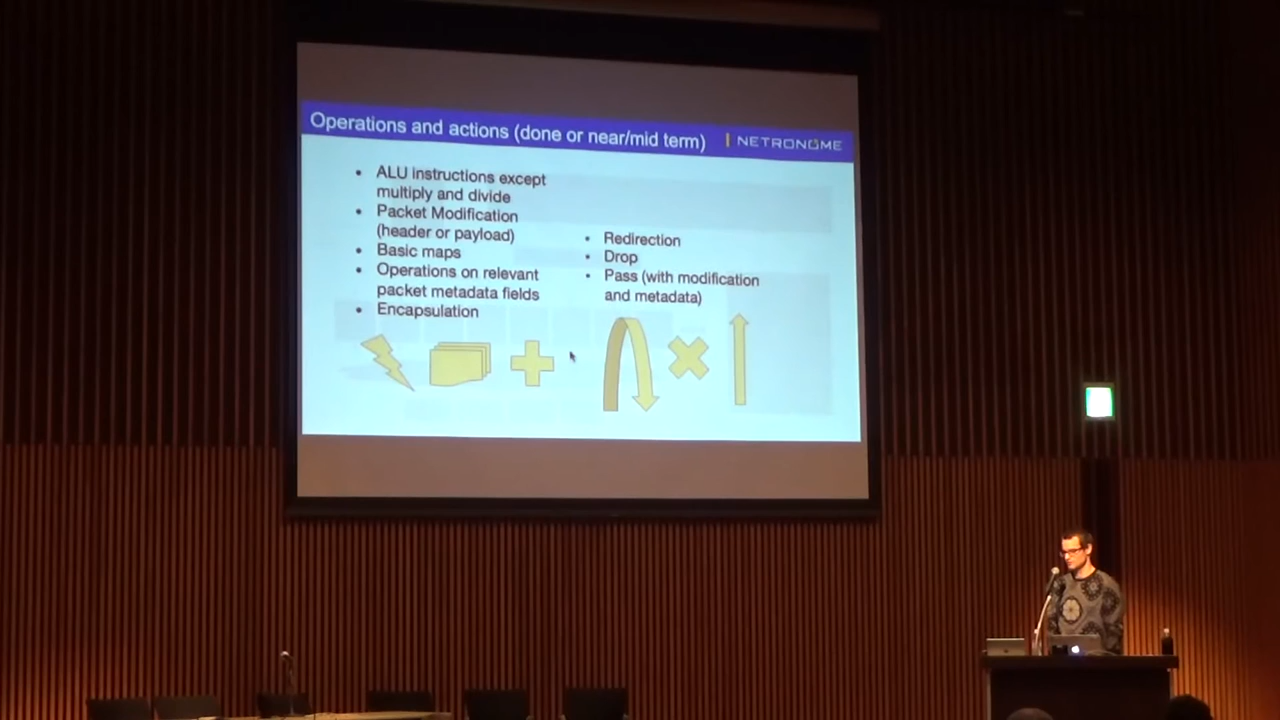 Operations and actions (done or near/mid term)
NETRONOME
• ALU instructions except
multiply and divide
• Packet Modification
(header or payload)
• Basic maps
• Operations on relevant
packet metadata fields
• Encapsulation
• Redirection
• Drop
• Pass (with modification
and metadata)